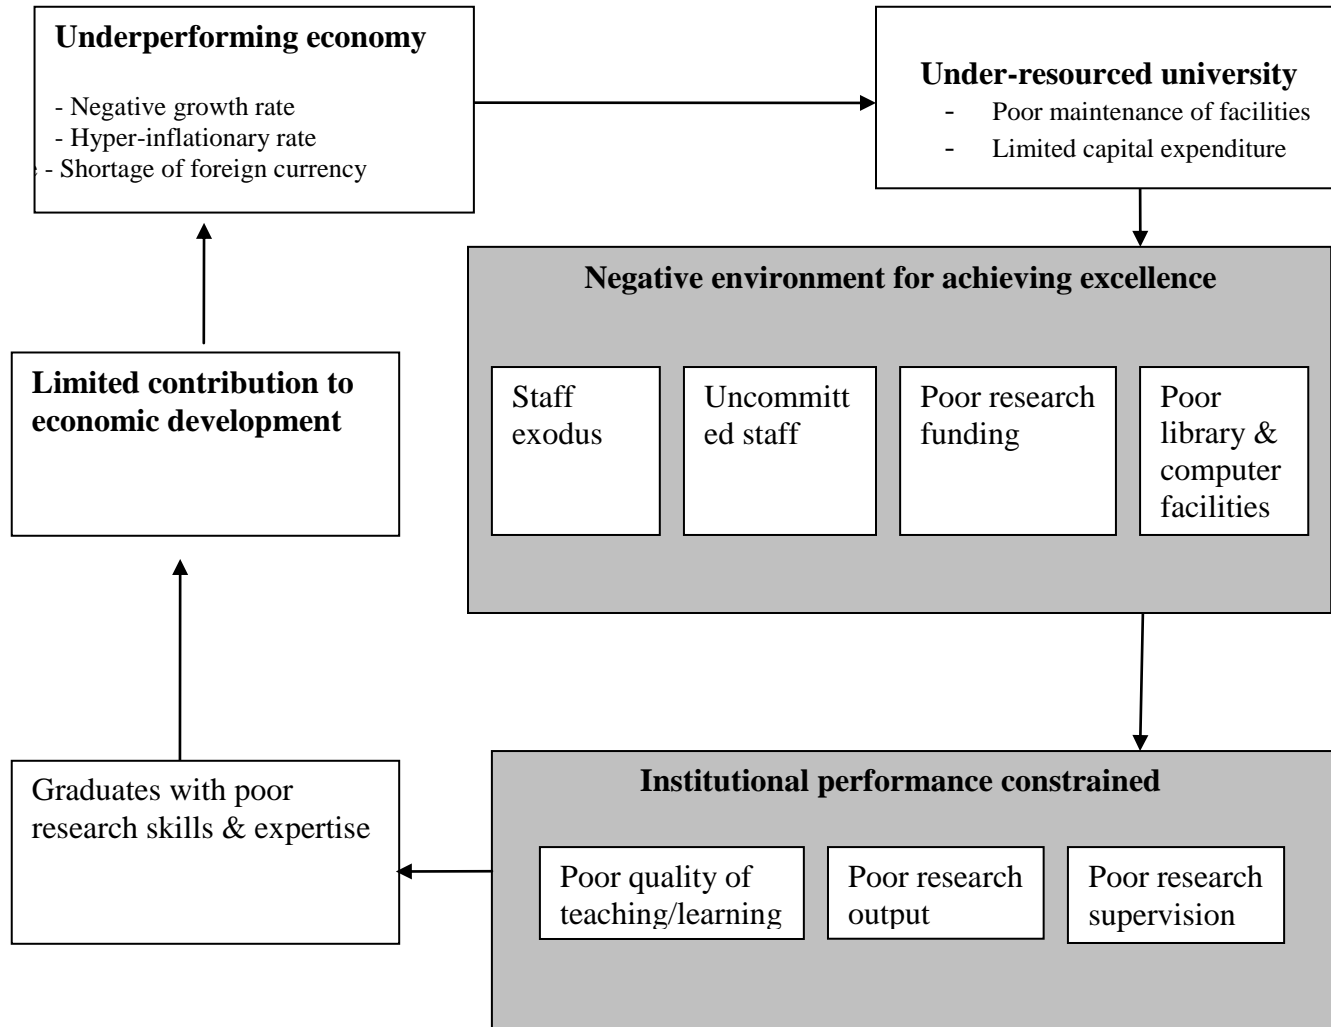 Underperforming economy
- Negative growth rate
- Hyper-inflationary rate
- Shortage of foreign currency
Under-resourced university
- Poor maintenance of facilities
- Limited capital expenditure
Negative environment for achieving excellence
Staff
exodus
Uncommitt
ed staff
Poor research
funding
Poor
library &
computer
facilities
Limited contribution to
economic development
Institutional performance constrained
Poor quality of
teaching/learning
Poor research
output
Poor research
supervision
Graduates with poor
research skills & expertise